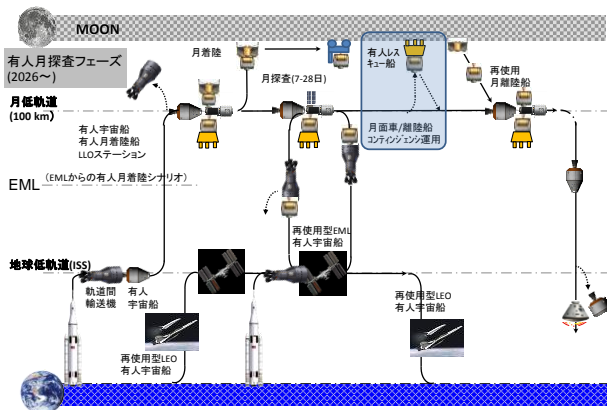 MOON
有人月探査フェーズ
(2026～)
月着陸
月探査(7-28日)
有人レス
キュー船
再使用
月離陸船
月低軌道
(100 km)
有人宇宙船
有人月着陸船
LLOステーション
月面車/離陸船
コンティンジェンシ運用
EML
(EMLからの有人月着陸シナリオ)
再使用型EML
有人宇宙船
地球低軌道(ISS)
軌道間
輸送機
有人
宇宙船
再使用型LEO
有人宇宙船
再使用型LEO
有人宇宙船